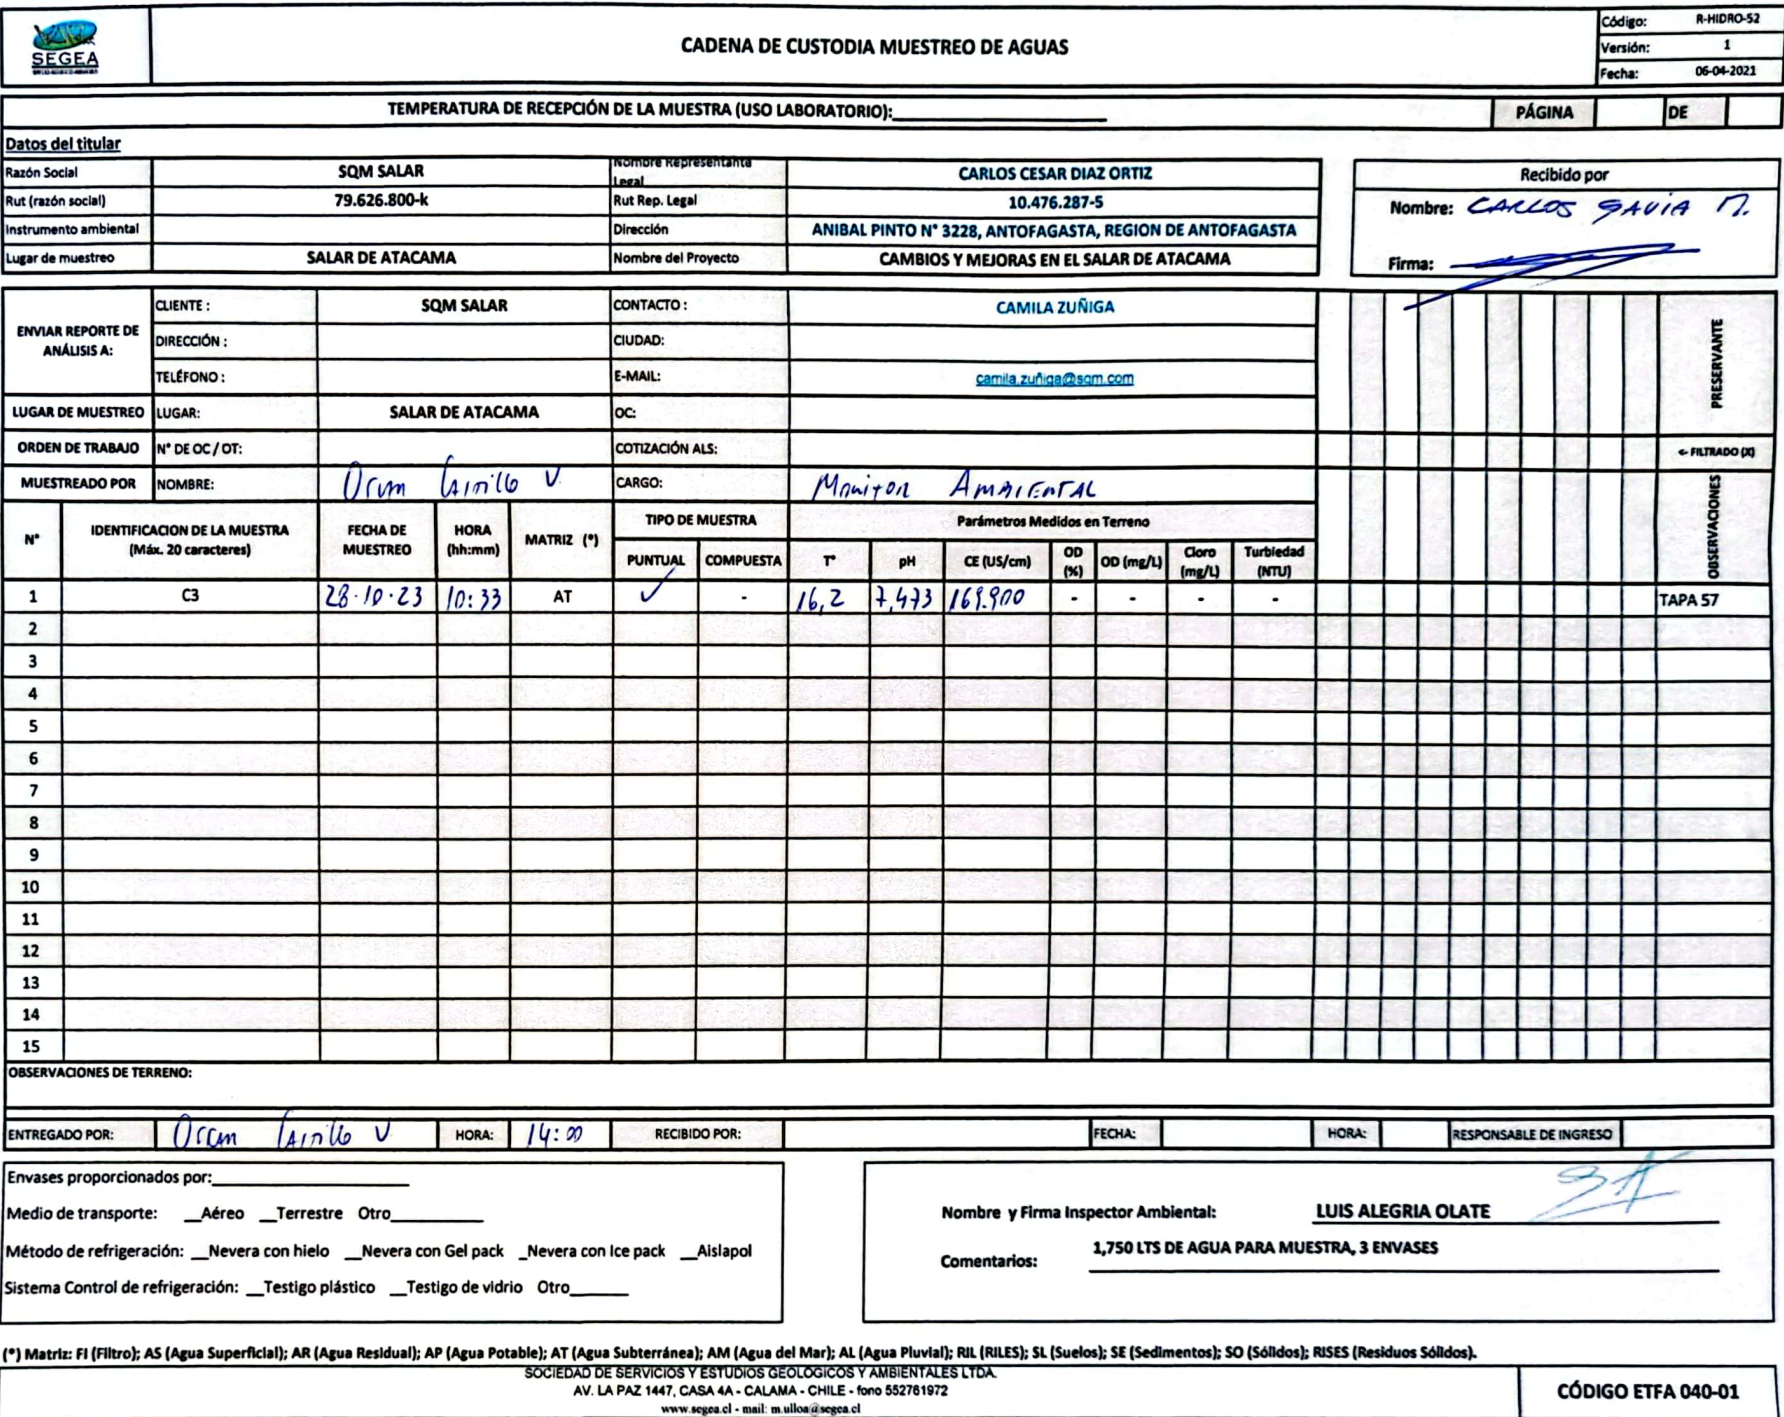 SEGEA
CADENA DE CUSTODIA MUESTREO DE AGUAS
Código: R-HIDRO-52
Versión: 1
Fecha: 06-04-2021
TEMPERATURA DE RECEPCIÓN DE LA MUESTRA (USO LABORATORIO):
PÁGINA DE
Datos del titular
Razón Social SQM SALAR Nombre Representante Legal CARLOS CESAR DIAZ ORTIZ
Rut (razón social) 79.626.800-k Rut Rep. Legal 10.476.287-5
Instrumento ambiental Dirección ANIBAL PINTO N° 3228, ANTOFAGASTA, REGION DE ANTOFAGASTA
Lugar de muestreo SALAR DE ATACAMA Nombre del Proyecto CAMBIOS Y MEJORAS EN EL SALAR DE ATACAMA
Recibido por
Nombre: CARLOS GAVIA M.
Firma:
ENVIAR REPORTE DE ANÁLISIS A:
CLIENTE : SQM SALAR CONTACTO : CAMILA ZUÑIGA
DIRECCIÓN : CIUDAD:
TELÉFONO : E-MAIL: camila.zuñiga@sqm.com
LUGAR DE MUESTREO LUGAR: SALAR DE ATACAMA OC:
ORDEN DE TRABAJO N° DE OC / OT: COTIZACIÓN ALS:
MUESTREADO POR NOMBRE: V. CARGO: Monitor AMBIENTAL
PRESERVANTE
<- FILTRADO (X)
OBSERVACIONES
N° IDENTIFICACION DE LA MUESTRA (Máx. 20 caracteres) FECHA DE MUESTREO HORA (hh:mm) MATRIZ (*) TIPO DE MUESTRA Parámetros Medidos en Terreno
PUNTUAL COMPUESTA T° pH CE (US/cm) OD (%) OD (mg/L) Cloro (mg/L) Turbiedad (NTU)
1 C3 28-10-23 10:33 AT ✓ - 16,2 7,473 169.900 - - - - TAPA 57
2
3
4
5
6
7
8
9
10
11
12
13
14
15
OBSERVACIONES DE TERRENO:
ENTREGADO POR: V HORA: 14:00 RECIBIDO POR: FECHA: HORA: RESPONSABLE DE INGRESO
Envases proporcionados por:
Medio de transporte: __Aéreo __Terrestre Otro
Método de refrigeración: __Nevera con hielo __Nevera con Gel pack _Nevera con Ice pack __Aislapol
Sistema Control de refrigeración: __Testigo plástico __Testigo de vidrio Otro
Nombre y Firma Inspector Ambiental: LUIS ALEGRIA OLATE
Comentarios: 1,750 LTS DE AGUA PARA MUESTRA, 3 ENVASES
(*) Matriz: FI (Filtro); AS (Agua Superficial); AR (Agua Residual); AP (Agua Potable); AT (Agua Subterránea); AM (Agua del Mar); AL (Agua Pluvial); RIL (RILES); SL (Suelos); SE (Sedimentos); SO (Sólidos); RISES (Residuos Sólidos).
SOCIEDAD DE SERVICIOS Y ESTUDIOS GEOLOGICOS Y AMBIENTALES LTDA.
AV. LA PAZ 1447, CASA 4A - CALAMA - CHILE - fono 552761972
www.segea.cl - mail: m.ulloa@segea.cl
CÓDIGO ETFA 040-01